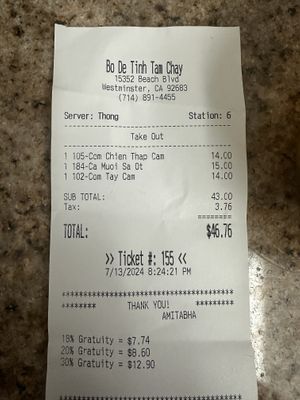 Bo De Tinh Tam Chay
15352 Beach Blvd
Westminster, CA 92683
(714) 891-4455
Server: Thong Station: 6
Take Out
1 105-Com Chien Thap Cam 14.00
1 184-Ca Muoi Sa Ot 15.00
1 102-Com Tay Cam 14.00
SUB TOTAL: 43.00
Tax: 3.76
========
TOTAL: $46.76
>> Ticket #: 155 <<
7/13/2024 8:24:21 PM
THANK YOU!
AMITABHA
18% Gratuity = $7.74
20% Gratuity = $8.60
30% Gratuity = $12.90